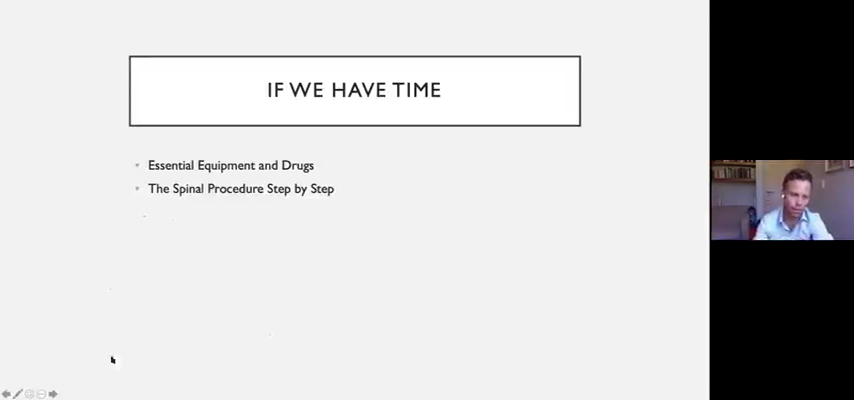 IF WE HAVE TIME
Essential Equipment and Drugs
The Spinal Procedure Step by Step